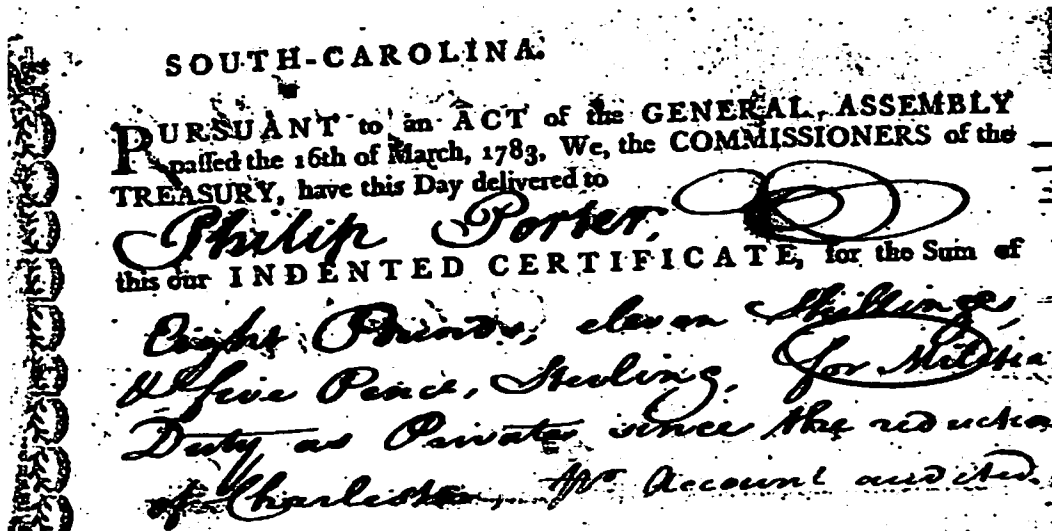 SOUTH-CAROLINA.
PURSUANT to an ACT of the GENERAL ASSEMBLY
passed the 16th of March, 1783, We, the COMMISSIONERS of the
TREASURY, have this Day delivered to
Philip Porter,
this our INDENTED CERTIFICATE, for the Sum of
Eight Pounds, eleven Shillings,
& five Pence, Sterling, for Militia
Duty as Private since the reduction
of Charleston, Pr. Account audited.